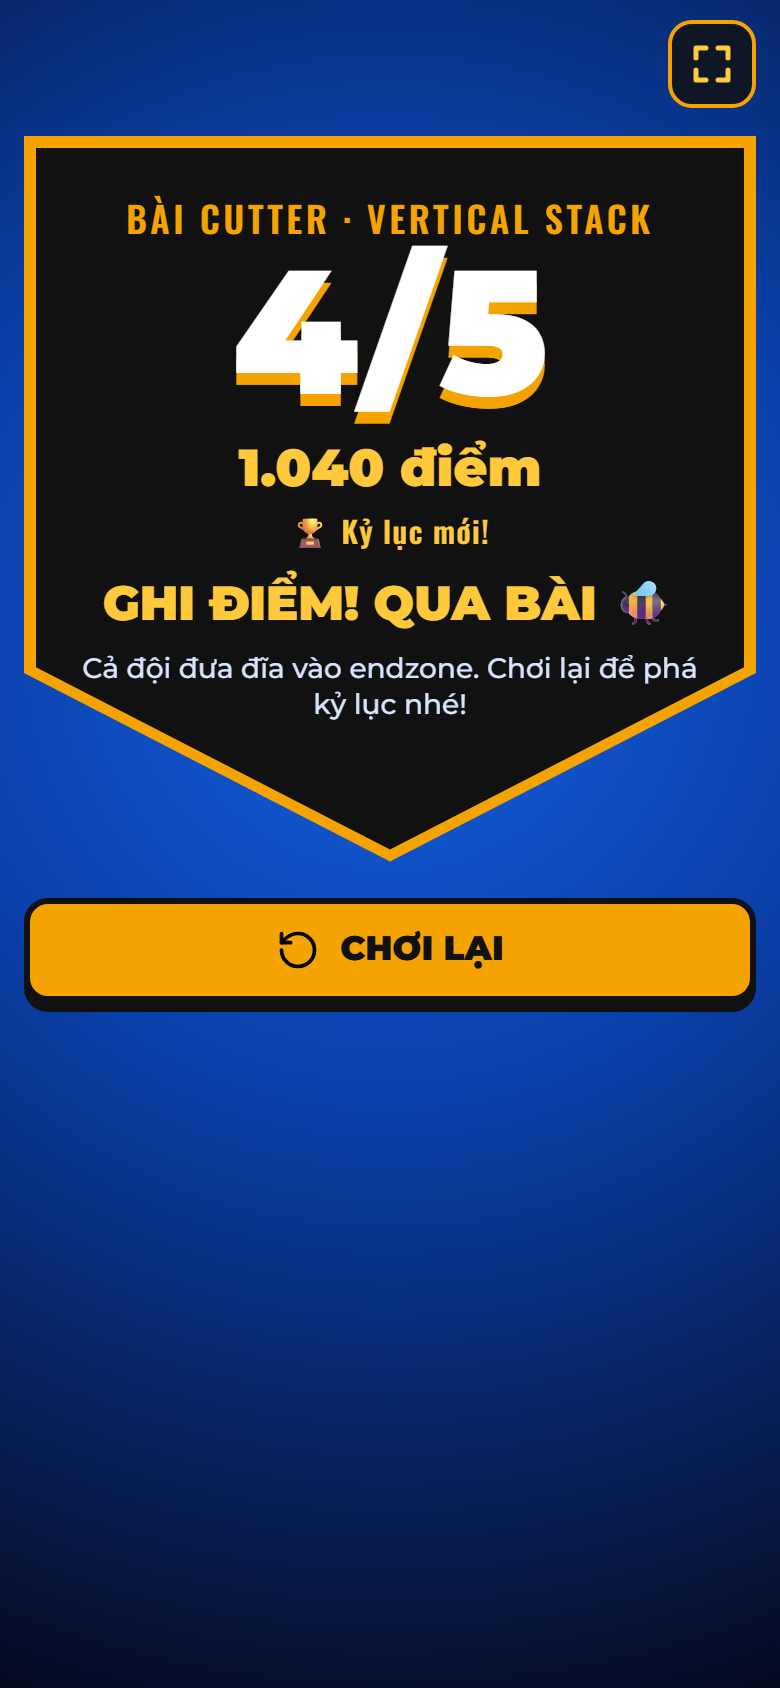 BÀI CUTTER · VERTICAL STACK
4/5
1.040 điểm
🏆 Kỷ lục mới!
GHI ĐIỂM! QUA BÀI 🐝
Cả đội đưa đĩa vào endzone. Chơi lại để phá
kỷ lục nhé!
CHƠI LẠI